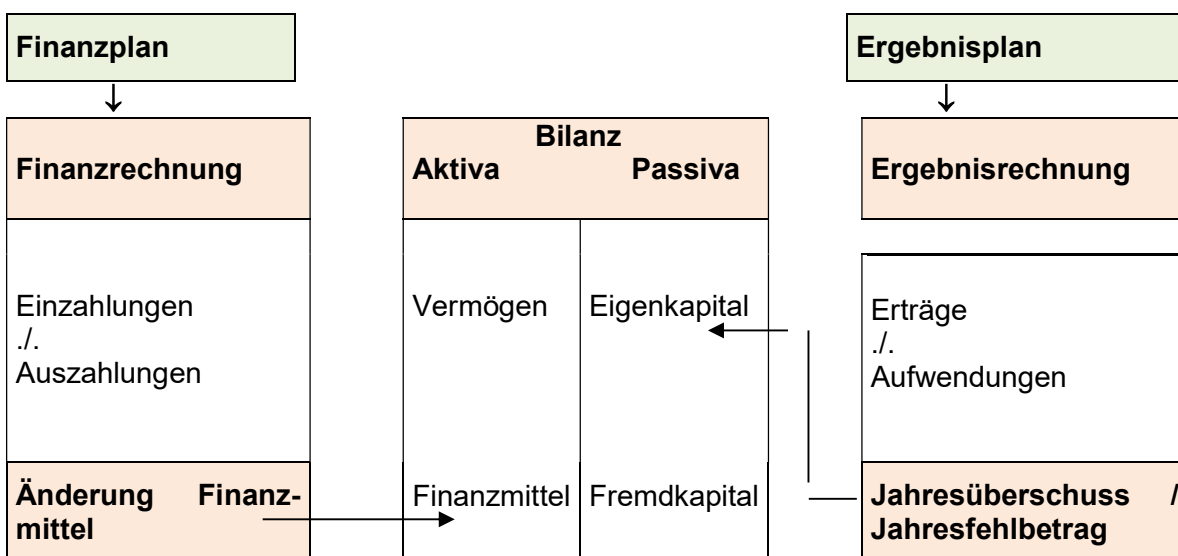 Finanzplan
Ergebnisplan
Finanzrechnung
Bilanz
Aktiva Passiva
Ergebnisrechnung
Einzahlungen
./.
Auszahlungen
Vermögen
Eigenkapital
Erträge
./.
Aufwendungen
Änderung Finanz-
mittel
Finanzmittel
Fremdkapital
Jahresüberschuss /
Jahresfehlbetrag